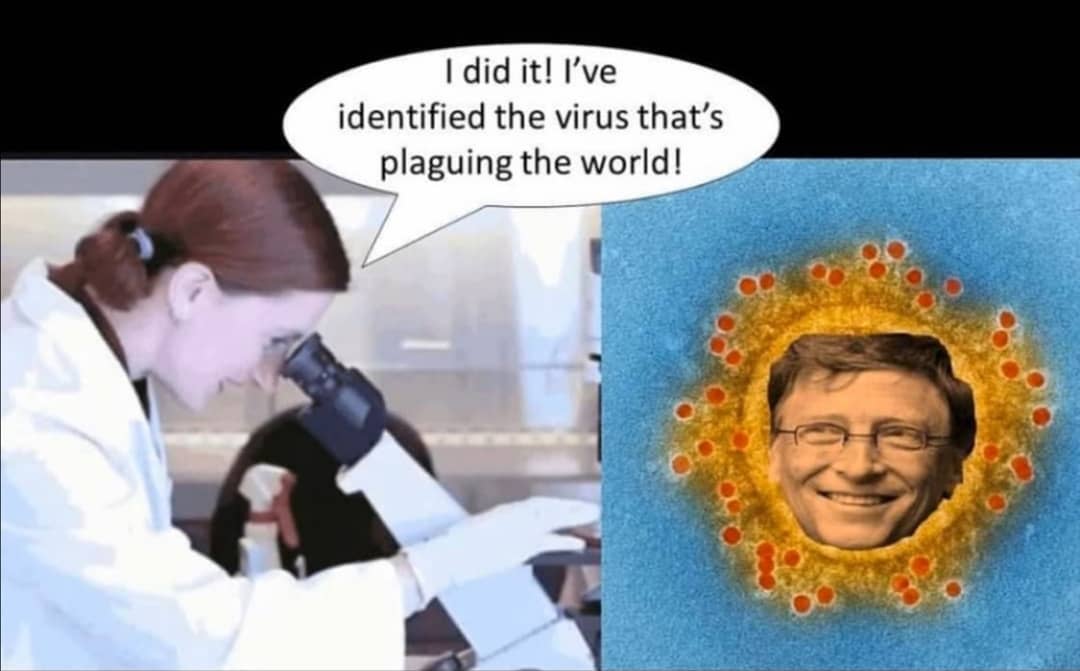 I did it! I’ve
identified the virus that’s
plaguing the world!